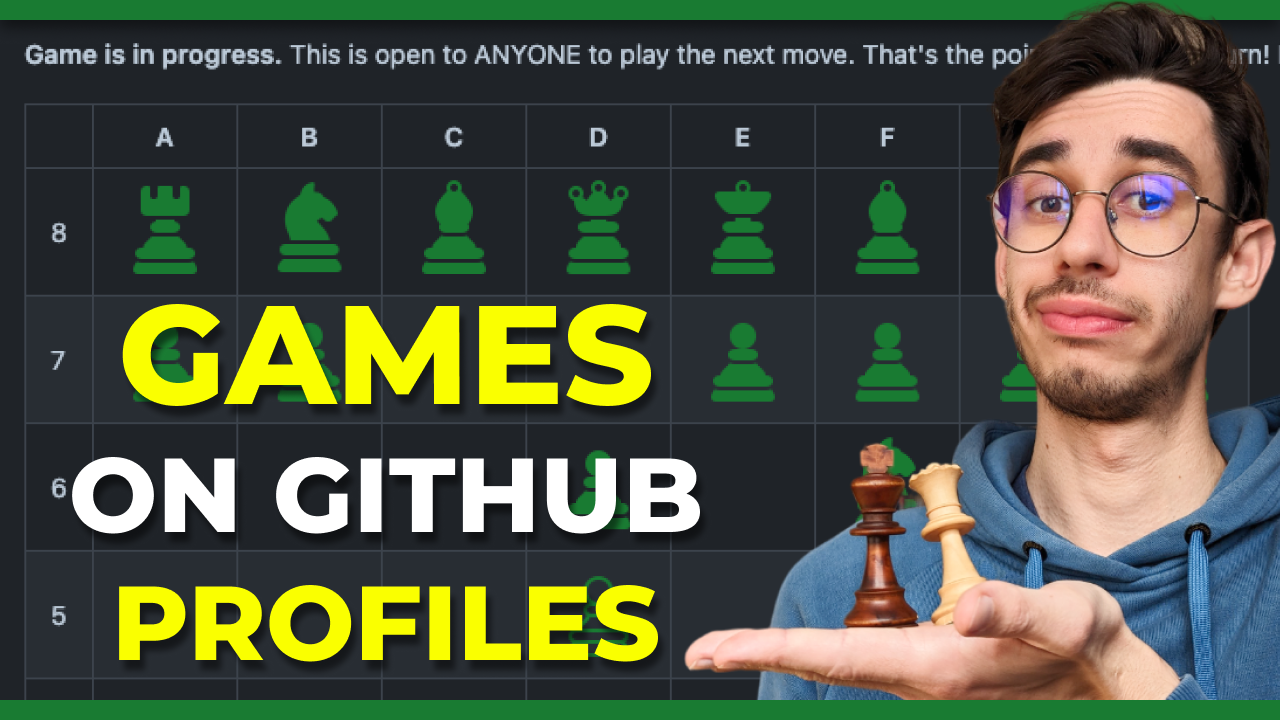 Game is in progress. This is open to ANYONE to play the next move. That's the
A B C D E F
8
7
6
5
GAMES
ON GITHUB
PROFILES